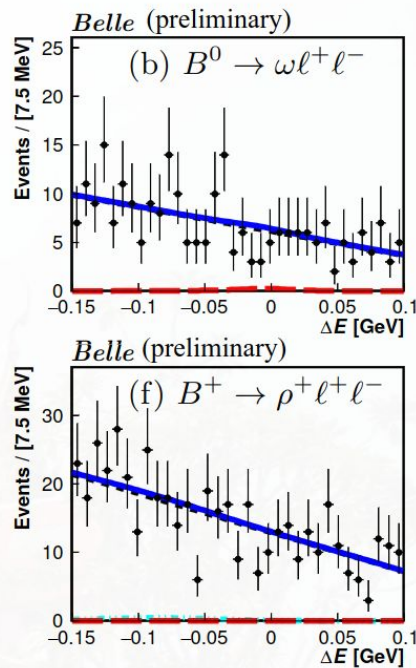 Belle (preliminary)
(b) B⁰ → ωℓ⁺ℓ⁻
Events / [7.5 MeV]
25
20
15
10
5
0
−0.15 −0.1 −0.05 0 0.05 0.1
ΔE [GeV]
Belle (preliminary)
(f) B⁺ → ρ⁺ℓ⁺ℓ⁻
Events / [7.5 MeV]
30
20
10
0
−0.15 −0.1 −0.05 0 0.05 0.1
ΔE [GeV]